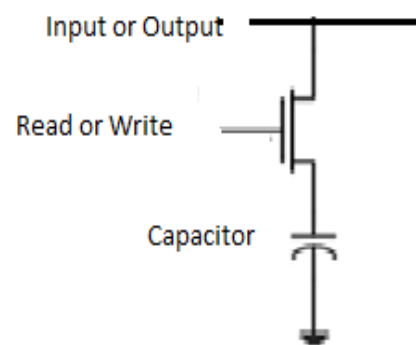 Input or Output
Read or Write
Capacitor